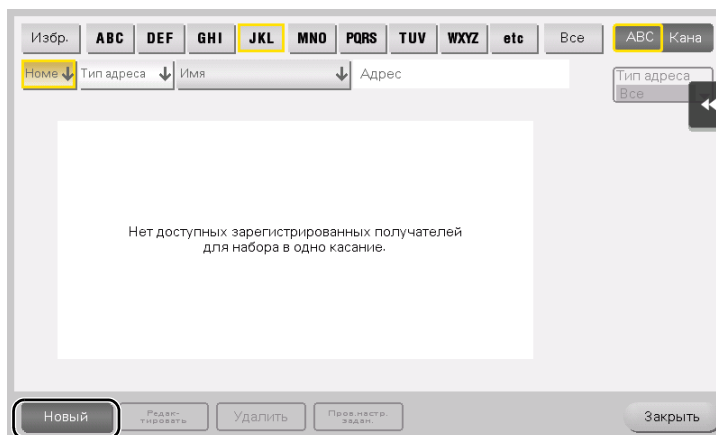 Избр. ABC DEF GHI JKL MNO PQRS TUV WXYZ etc Все ABC Кана
Номе Тип адреса Имя Адрес
Тип адреса
Все
Нет доступных зарегистрированных получателей
для набора в одно касание.
Новый Редак- Удалить Пров.настр. Закрыть
тировать задан.